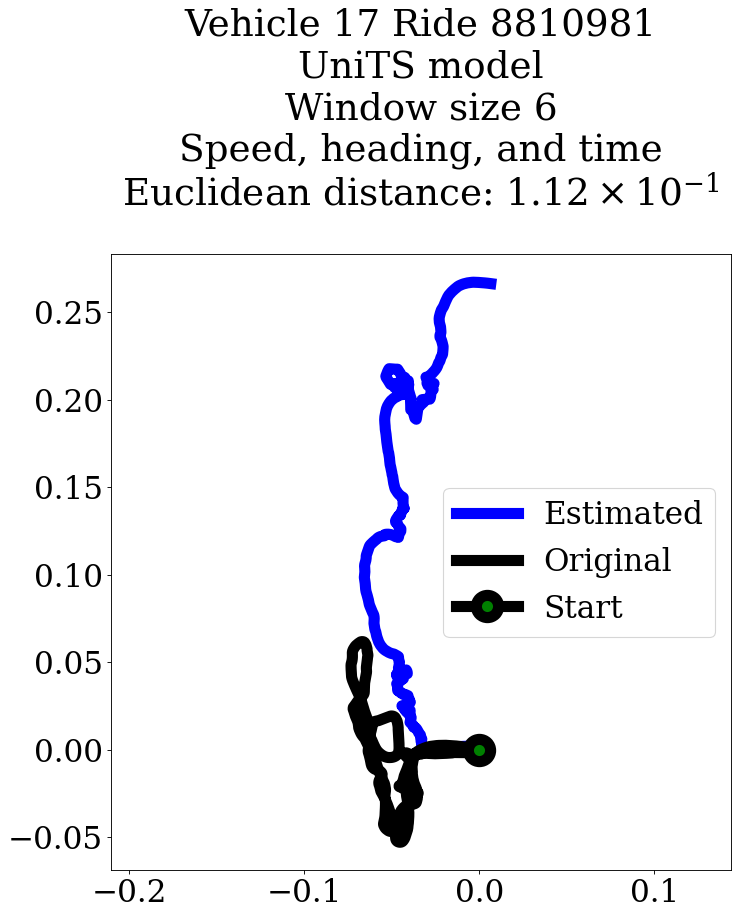 Vehicle 17 Ride 8810981
UniTS model
Window size 6
Speed, heading, and time
Euclidean distance: 1.12 × 10⁻¹
0.25
0.20
0.15
0.10
0.05
0.00
−0.05
Estimated
Original
Start
−0.2
−0.1
0.0
0.1